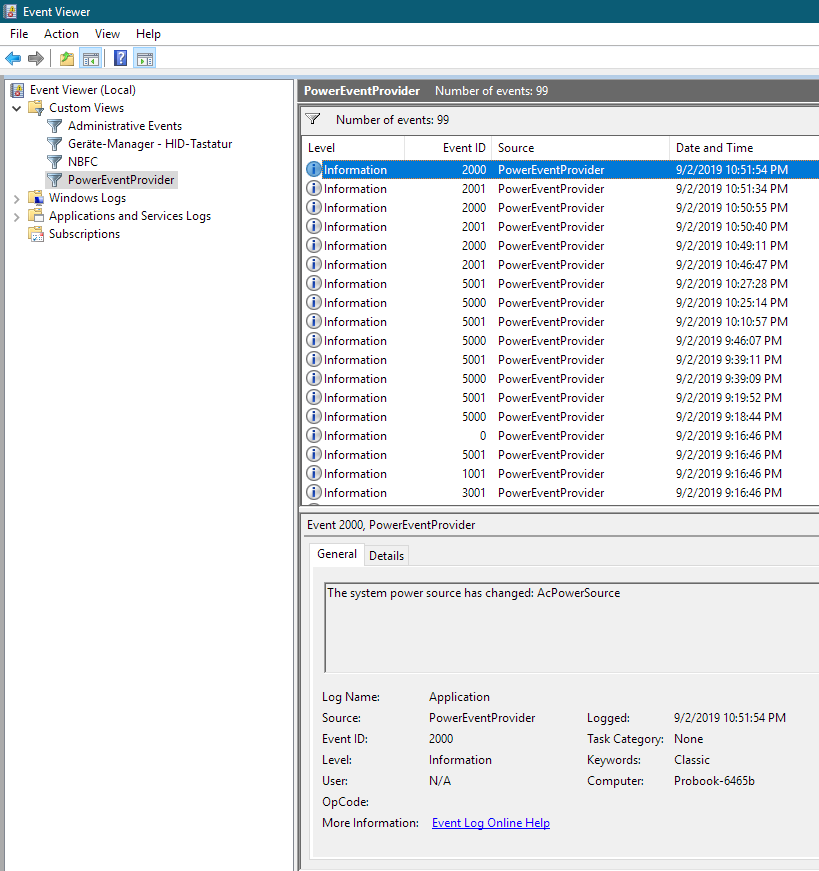 Event Viewer
File Action View Help
Event Viewer (Local)
Custom Views
Administrative Events
Geräte-Manager - HID-Tastatur
NBFC
PowerEventProvider
Windows Logs
Applications and Services Logs
Subscriptions
PowerEventProvider Number of events: 99
Number of events: 99
Level Event ID Source Date and Time
Information 2000 PowerEventProvider 9/2/2019 10:51:54 PM
Information 2001 PowerEventProvider 9/2/2019 10:51:34 PM
Information 2000 PowerEventProvider 9/2/2019 10:50:55 PM
Information 2001 PowerEventProvider 9/2/2019 10:50:40 PM
Information 2000 PowerEventProvider 9/2/2019 10:49:11 PM
Information 2001 PowerEventProvider 9/2/2019 10:46:47 PM
Information 5001 PowerEventProvider 9/2/2019 10:27:28 PM
Information 5000 PowerEventProvider 9/2/2019 10:25:14 PM
Information 5001 PowerEventProvider 9/2/2019 10:10:57 PM
Information 5000 PowerEventProvider 9/2/2019 9:46:07 PM
Information 5001 PowerEventProvider 9/2/2019 9:39:11 PM
Information 5000 PowerEventProvider 9/2/2019 9:39:09 PM
Information 5001 PowerEventProvider 9/2/2019 9:19:52 PM
Information 5000 PowerEventProvider 9/2/2019 9:18:44 PM
Information 0 PowerEventProvider 9/2/2019 9:16:46 PM
Information 5001 PowerEventProvider 9/2/2019 9:16:46 PM
Information 1001 PowerEventProvider 9/2/2019 9:16:46 PM
Information 3001 PowerEventProvider 9/2/2019 9:16:46 PM
Event 2000, PowerEventProvider
General Details
The system power source has changed: AcPowerSource
Log Name: Application
Source: PowerEventProvider Logged: 9/2/2019 10:51:54 PM
Event ID: 2000 Task Category: None
Level: Information Keywords: Classic
User: N/A Computer: Probook-6465b
OpCode:
More Information: Event Log Online Help